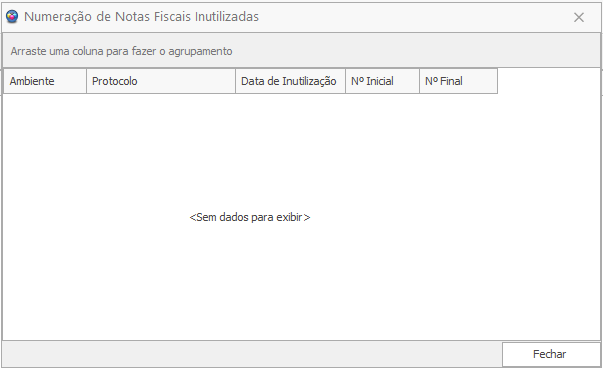 Numeração de Notas Fiscais Inutilizadas
Arraste uma coluna para fazer o agrupamento
Ambiente Protocolo Data de Inutilização Nº Inicial Nº Final
<Sem dados para exibir>
Fechar